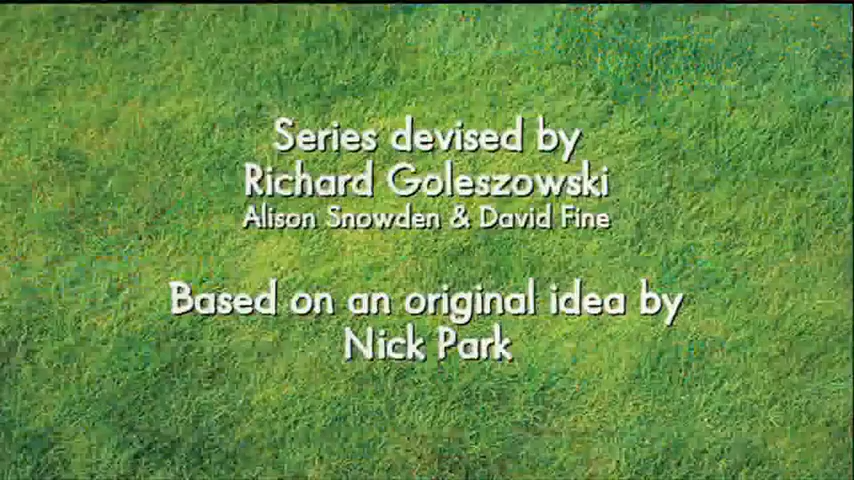 Series devised by
Richard Goleszowski
Alison Snowden & David Fine
Based on an original idea by
Nick Park